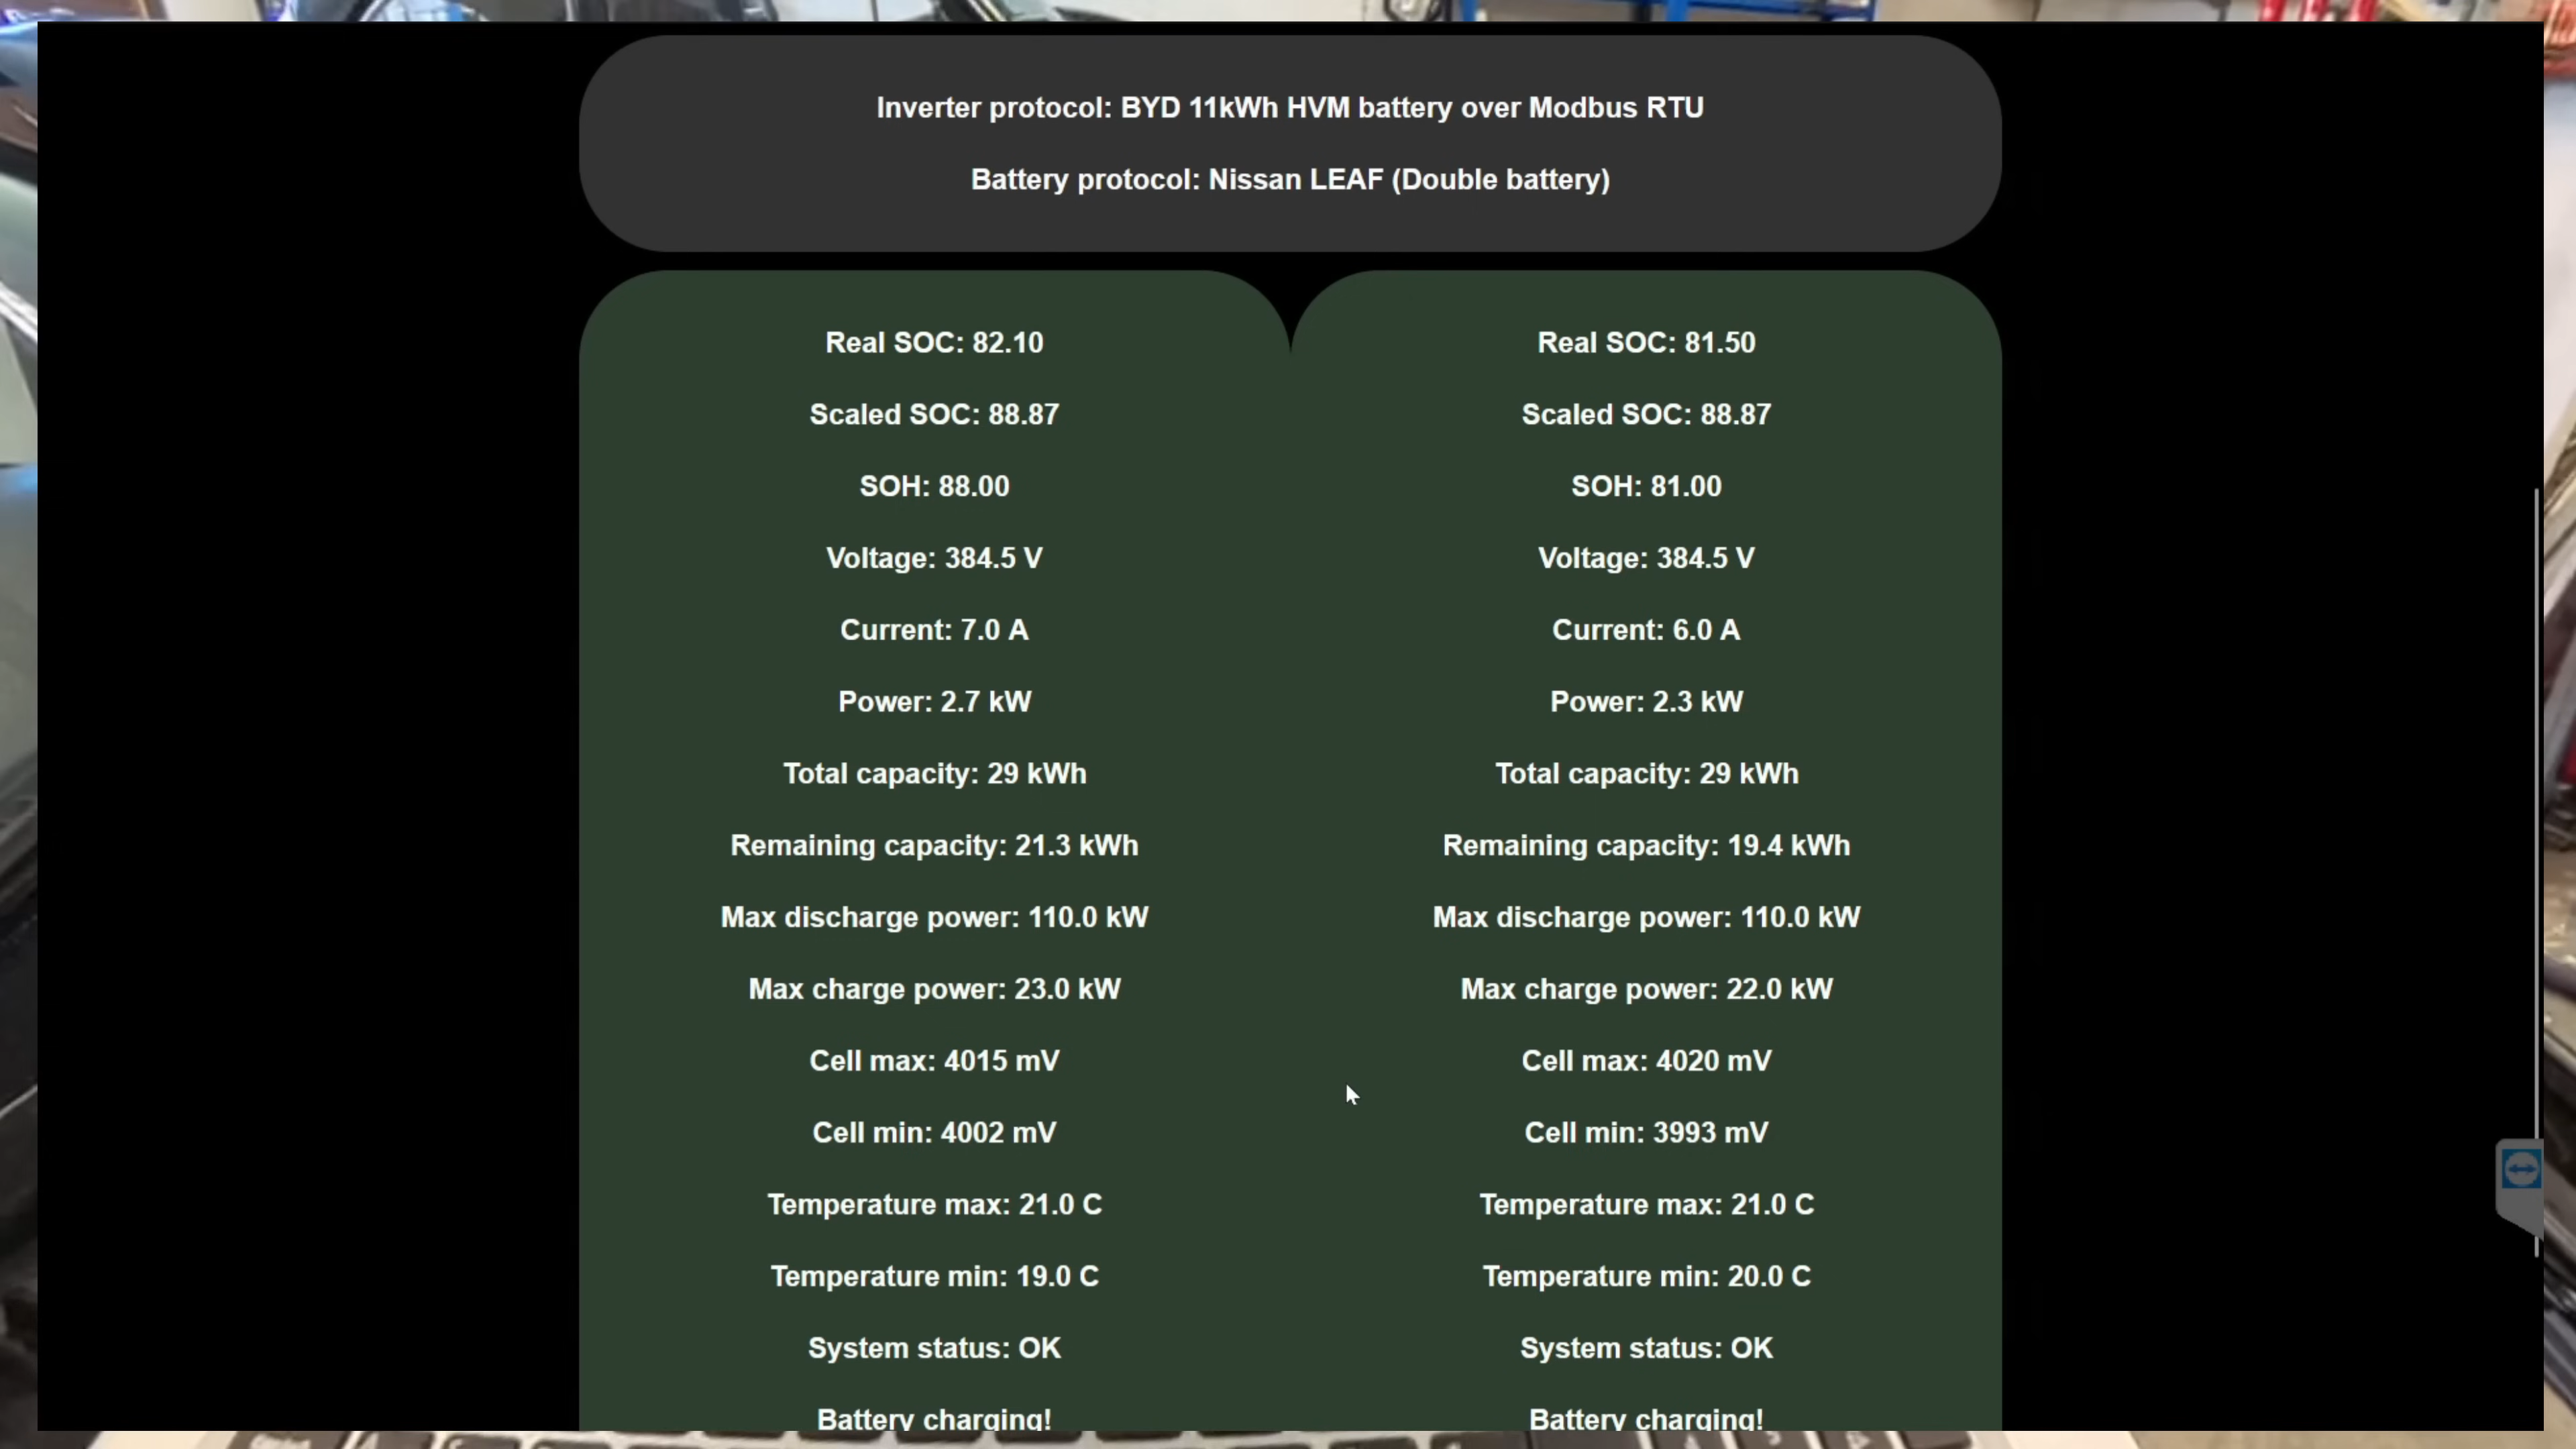 Inverter protocol: BYD 11kWh HVM battery over Modbus RTU
Battery protocol: Nissan LEAF (Double battery)
Real SOC: 82.10
Scaled SOC: 88.87
SOH: 88.00
Voltage: 384.5 V
Current: 7.0 A
Power: 2.7 kW
Total capacity: 29 kWh
Remaining capacity: 21.3 kWh
Max discharge power: 110.0 kW
Max charge power: 23.0 kW
Cell max: 4015 mV
Cell min: 4002 mV
Temperature max: 21.0 C
Temperature min: 19.0 C
System status: OK
Battery charging!
Real SOC: 81.50
Scaled SOC: 88.87
SOH: 81.00
Voltage: 384.5 V
Current: 6.0 A
Power: 2.3 kW
Total capacity: 29 kWh
Remaining capacity: 19.4 kWh
Max discharge power: 110.0 kW
Max charge power: 22.0 kW
Cell max: 4020 mV
Cell min: 3993 mV
Temperature max: 21.0 C
Temperature min: 20.0 C
System status: OK
Battery charging!